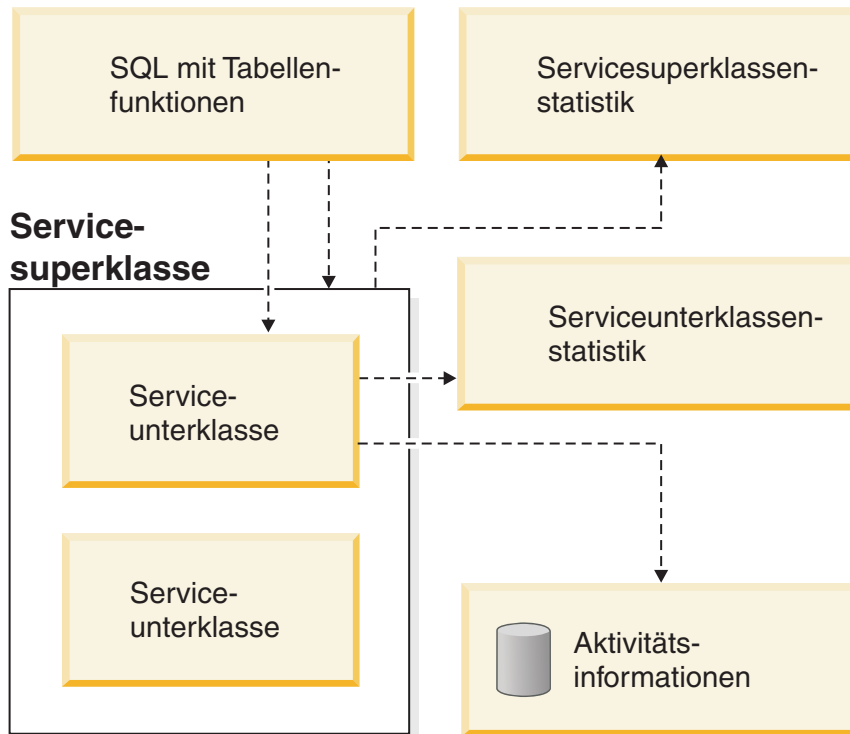 SQL mit Tabellen-
funktionen
Servicesuperklassen-
statistik
Service-
superklasse
Serviceunterklassen-
statistik
Service-
unterklasse
Service-
unterklasse
Aktivitäts-
informationen